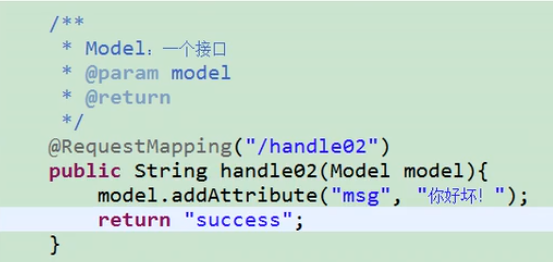 /**
 * Model：一个接口
 * @param model
 * @return
 */
@RequestMapping("/handle02")
public String handle02(Model model){
    model.addAttribute("msg", "你好坏！");
    return "success";
}